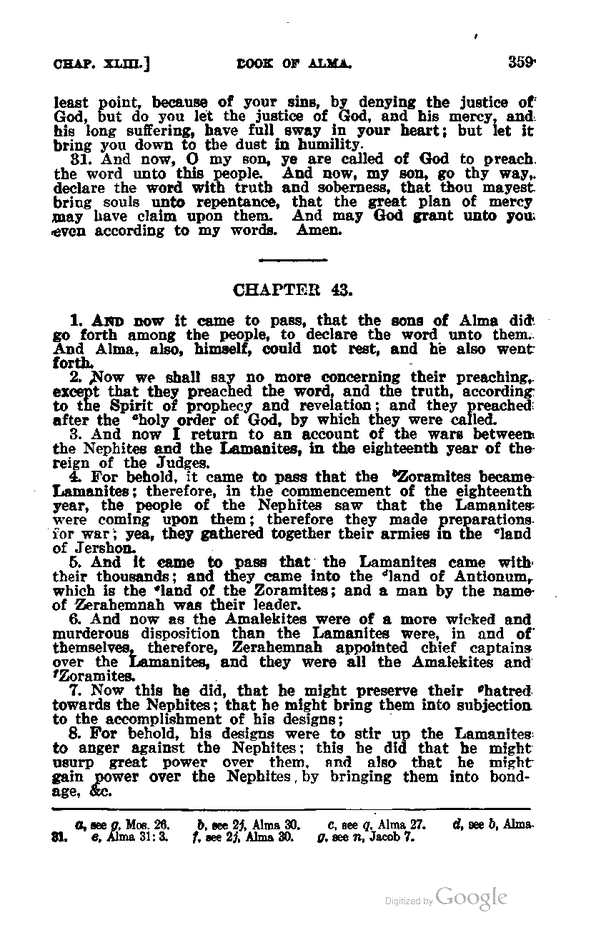 CHAP. XLIII.] BOOK OF ALMA. 359
least point, because of your sins, by denying the justice of
God, but do you let the justice of God, and his mercy, and
his long suffering, have full sway in your heart; but let it
bring you down to the dust in humility.
31. And now, O my son, ye are called of God to preach
the word unto this people. And now, my son, go thy way,
declare the word with truth and soberness, that thou mayest
bring souls unto repentance, that the great plan of mercy
may have claim upon them. And may God grant unto you
even according to my words. Amen.
CHAPTER 43.
1. AND now it came to pass, that the sons of Alma did
go forth among the people, to declare the word unto them.
And Alma, also, himself, could not rest, and he also went
forth.
2. Now we shall say no more concerning their preaching,
except that they preached the word, and the truth, according
to the Spirit of prophecy and revelation; and they preached
after the ᵃholy order of God, by which they were called.
3. And now I return to an account of the wars between
the Nephites and the Lamanites, in the eighteenth year of the
reign of the Judges.
4. For behold, it came to pass that the ᵇZoramites became
Lamanites; therefore, in the commencement of the eighteenth
year, the people of the Nephites saw that the Lamanites
were coming upon them; therefore they made preparations
for war; yea, they gathered together their armies in the ᶜland
of Jershon.
5. And it came to pass that the Lamanites came with
their thousands; and they came into the ᵈland of Antionum,
which is the ᵉland of the Zoramites; and a man by the name
of Zerahemnah was their leader.
6. And now as the Amalekites were of a more wicked and
murderous disposition than the Lamanites were, in and of
themselves, therefore, Zerahemnah appointed chief captains
over the Lamanites, and they were all the Amalekites and
ᶠZoramites.
7. Now this he did, that he might preserve their ᵍhatred
towards the Nephites; that he might bring them into subjection
to the accomplishment of his designs;
8. For behold, his designs were to stir up the Lamanites
to anger against the Nephites; this he did that he might
usurp great power over them, and also that he might
gain power over the Nephites, by bringing them into bond-
age, &c.
a, see g, Mos. 26. b, see 2j, Alma 30. c, see q, Alma 27. d, see b, Alma
31. e, Alma 31:3. f, see 2j, Alma 30. g, see n, Jacob 7.
Digitized by Google